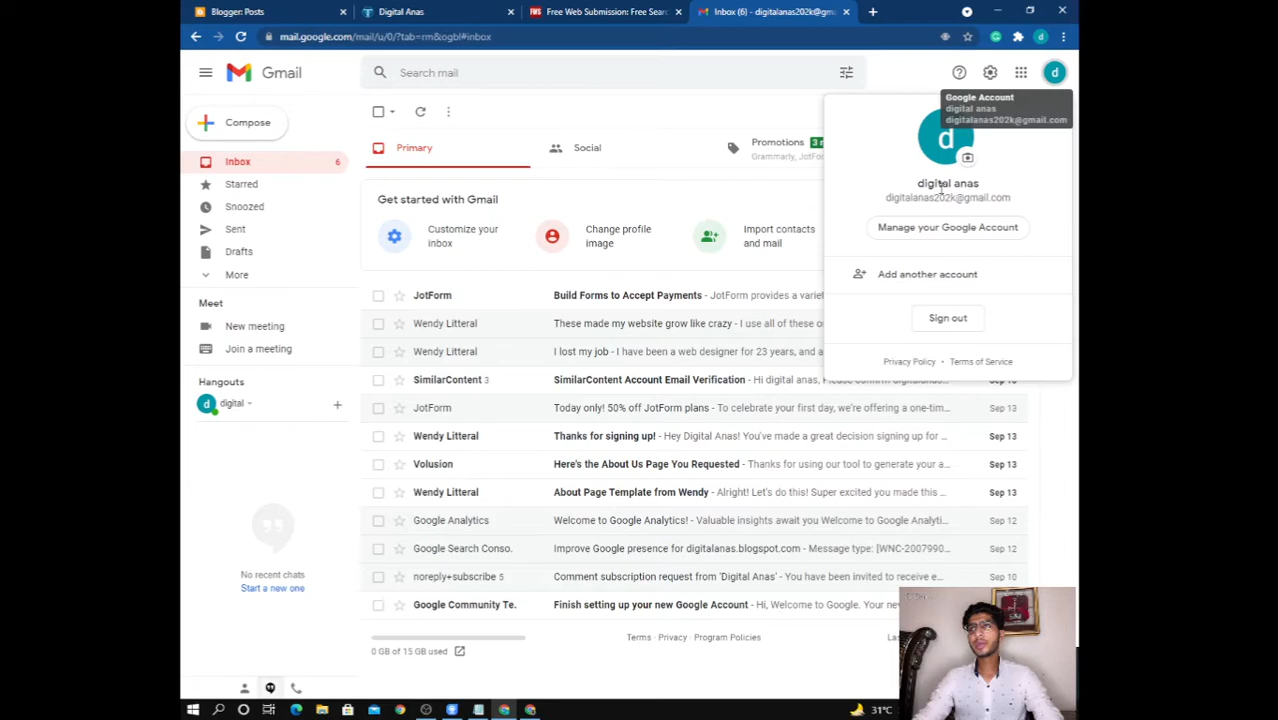 Blogger: Posts
Digital Anas
Free Web Submission: Free Sear
Inbox (6) - digitalanas202k@gm
mail.google.com/mail/u/0/?tab=rm&ogbl#inbox
Gmail
Search mail
Google Account
digital anas
digitalanas202k@gmail.com
Compose
Inbox 6
Starred
Snoozed
Sent
Drafts
More
Meet
New meeting
Join a meeting
Hangouts
digital
No recent chats
Start a new one
Primary
Social
Promotions
Grammarly, JotFor
Get started with Gmail
Customize your
inbox
Change profile
image
Import contacts
and mail
d
digital anas
digitalanas202k@gmail.com
Manage your Google Account
Add another account
Sign out
Privacy Policy • Terms of Service
JotForm Build Forms to Accept Payments - JotForm provides a variet
Wendy Litteral These made my website grow like crazy - I use all of these o
Wendy Litteral I lost my job - I have been a web designer for 23 years, and a
SimilarContent 3 SimilarContent Account Email Verification - Hi digital anas,
JotForm Today only! 50% off JotForm plans - To celebrate your first day, we're offering a one-tim... Sep 13
Wendy Litteral Thanks for signing up! - Hey Digital Anas! You've made a great decision signing up for ... Sep 13
Volusion Here's the About Us Page You Requested - Thanks for using our tool to generate your a... Sep 13
Wendy Litteral About Page Template from Wendy - Alright! Let's do this! Super excited you made this ... Sep 13
Google Analytics Welcome to Google Analytics! - Valuable insights await you Welcome to Google Analyti... Sep 12
Google Search Conso. Improve Google presence for digitalanas.blogspot.com - Message type: [WNC-2007990... Sep 12
noreply+subscribe 5 Comment subscription request from 'Digital Anas' - You have been invited to receive e... Sep 10
Google Community Te. Finish setting up your new Google Account - Hi, Welcome to Google. Your new
Terms · Privacy · Program Policies
0 GB of 15 GB used
31°C